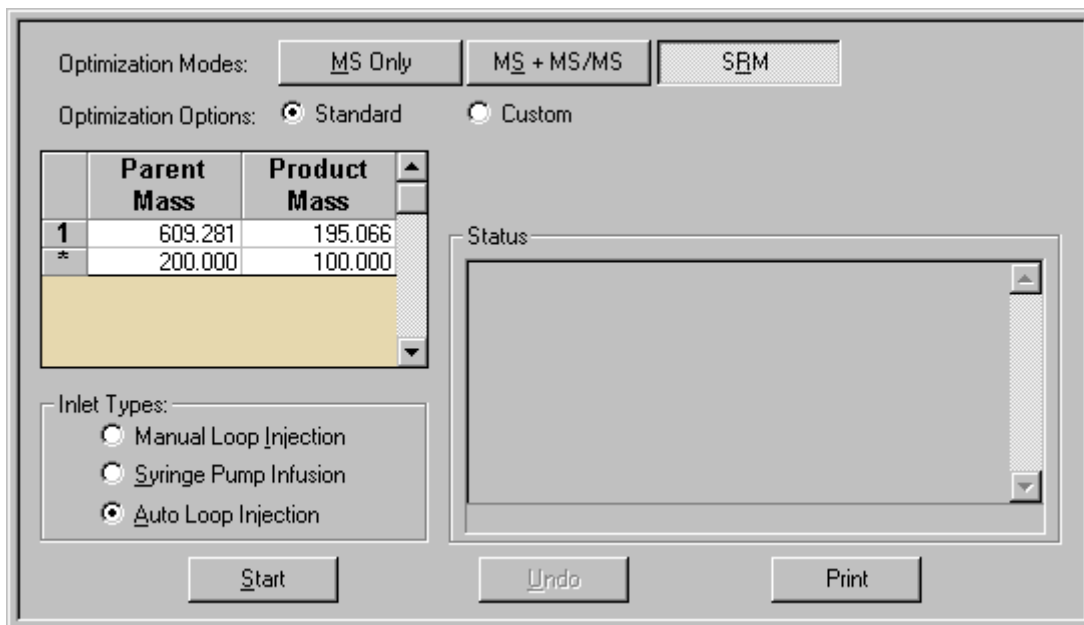 Optimization Modes: MS Only MS + MS/MS SRM
Optimization Options: Standard Custom
Parent Mass Product Mass
1 609.281 195.066
* 200.000 100.000
Status
Inlet Types:
Manual Loop Injection
Syringe Pump Infusion
Auto Loop Injection
Start Undo Print